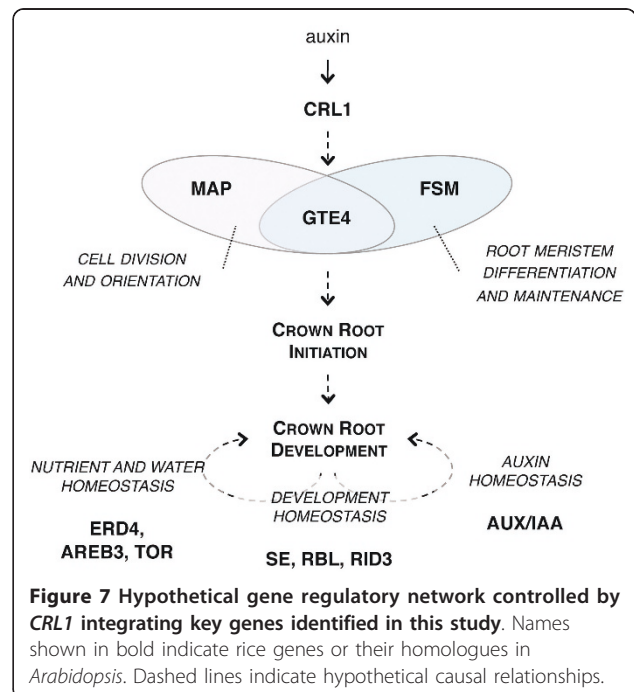 auxin
CRL1
MAP
FSM
GTE4
CELL DIVISION
AND ORIENTATION
ROOT MERISTEM
DIFFERENTIATION
AND MAINTENANCE
CROWN ROOT
INITIATION
CROWN ROOT
DEVELOPMENT
NUTRIENT AND WATER
HOMEOSTASIS
ERD4,
AREB3, TOR
DEVELOPMENT
HOMEOSTASIS
SE, RBL, RID3
AUXIN
HOMEOSTASIS
AUX/IAA
Figure 7 Hypothetical gene regulatory network controlled by
CRL1 integrating key genes identified in this study. Names
shown in bold indicate rice genes or their homologues in
Arabidopsis. Dashed lines indicate hypothetical causal relationships.